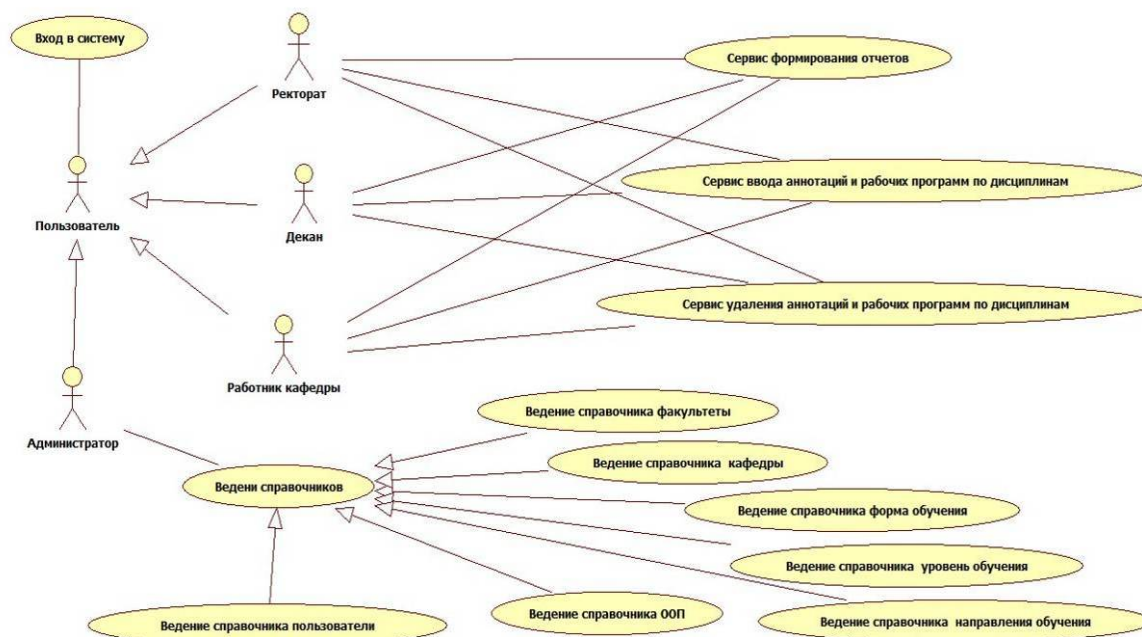 Вход в систему
Ректорат
Сервис формирования отчетов
Пользователь
Декан
Сервис ввода аннотаций и рабочих программ по дисциплинам
Сервис удаления аннотаций и рабочих программ по дисциплинам
Работник кафедры
Администратор
Ведение справочника факультеты
Ведение справочника кафедры
Ведени справочников
Ведение справочника форма обучения
Ведение справочника уровень обучения
Ведение справочника ООП
Ведение справочника направления обучения
Ведение справочника пользователи